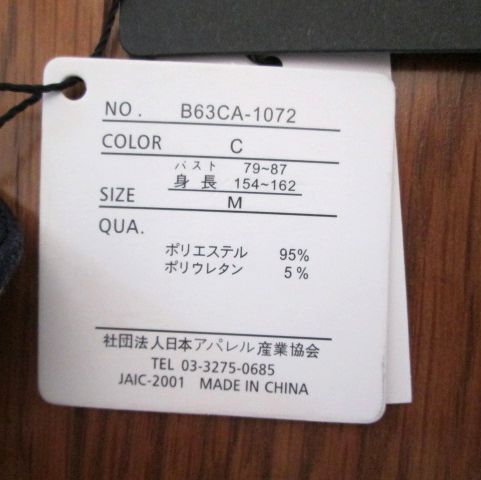 NO. B63CA-1072
COLOR C
バスト 79~87
身長 154~162
SIZE M
QUA.
ポリエステル 95%
ポリウレタン 5%
社団法人日本アパレル産業協会
TEL 03-3275-0685
JAIC-2001 MADE IN CHINA